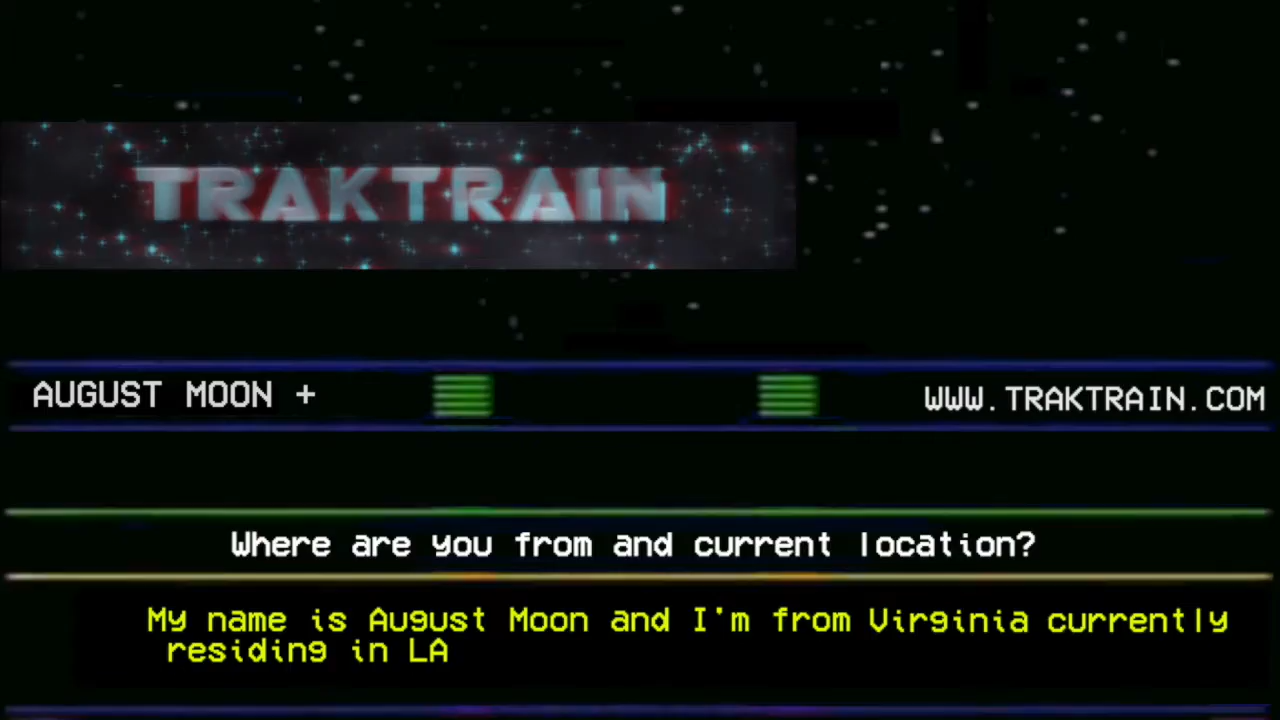 TRAKTRAIN
AUGUST MOON +
WWW.TRAKTRAIN.COM
Where are you from and current location?
My name is August Moon and I'm from Virginia currently
residing in LA